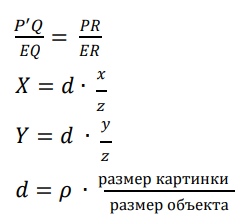 P′Q/EQ = PR/ER
X = d · x/z
Y = d · y/z
d = ρ · размер картинки/размер объекта